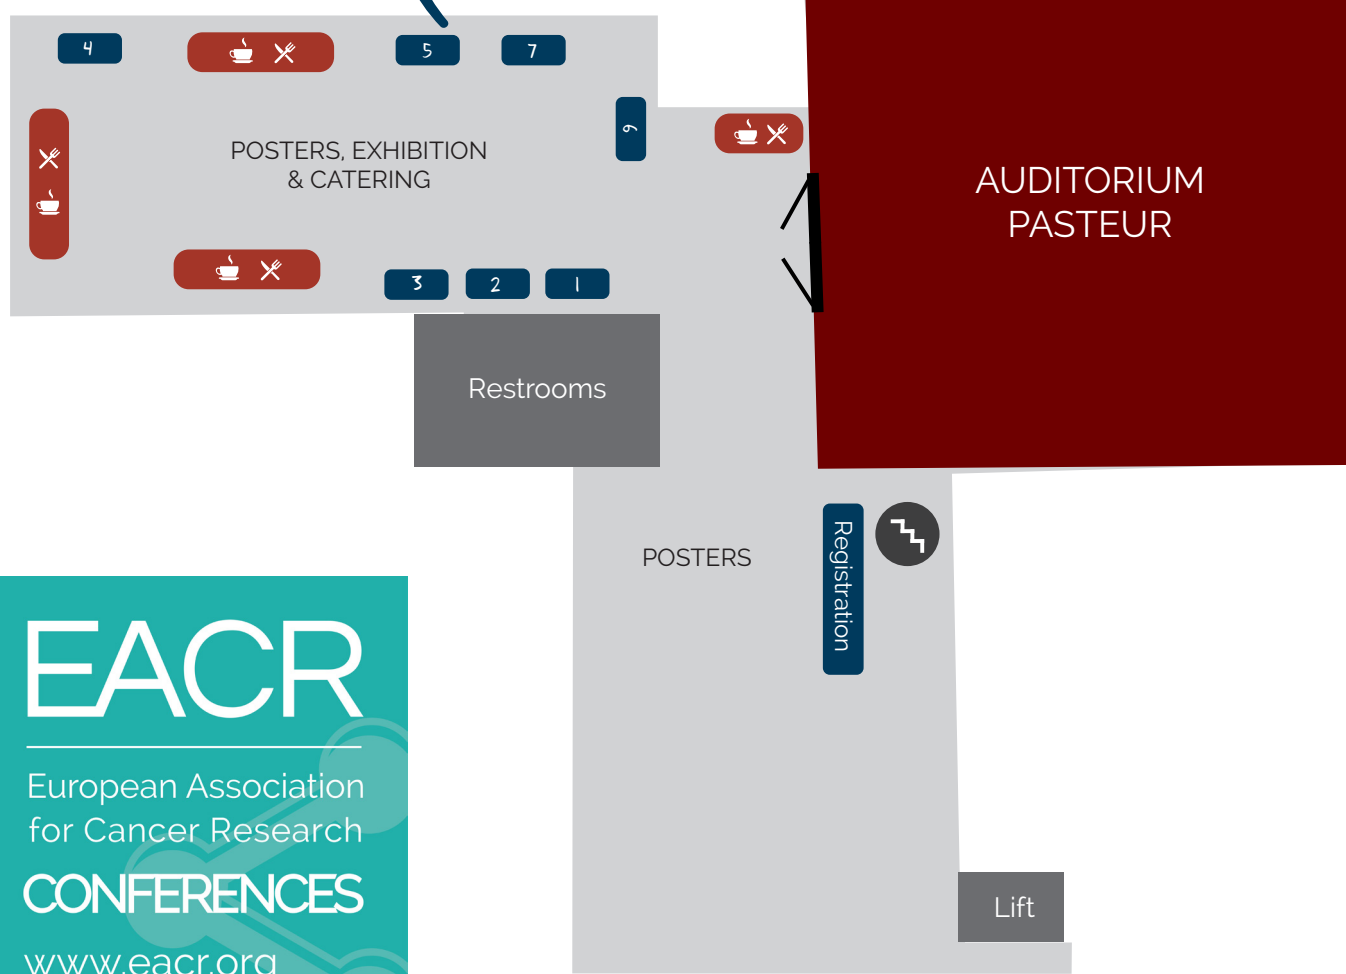 4
5
7
6
POSTERS, EXHIBITION
& CATERING
AUDITORIUM
PASTEUR
3
2
1
Restrooms
POSTERS
Registration
EACR
European Association
for Cancer Research
CONFERENCES
www.eacr.org
Lift